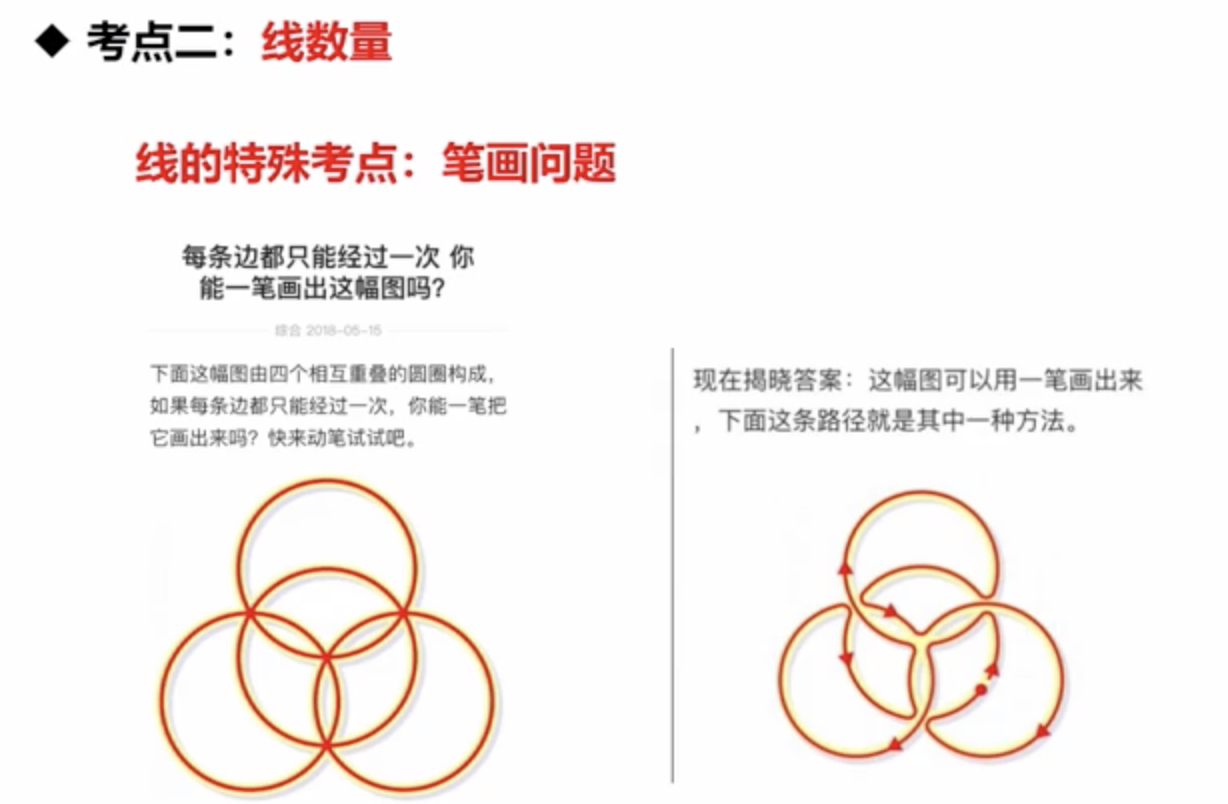 ◆ 考点二：线数量
线的特殊考点：笔画问题
每条边都只能经过一次 你
能一笔画出这幅图吗？
综合 2018-05-15
下面这幅图由四个相互重叠的圆圈构成，
如果每条边都只能经过一次，你能一笔把
它画出来吗？快来动笔试试吧。
现在揭晓答案：这幅图可以用一笔画出来
，下面这条路径就是其中一种方法。